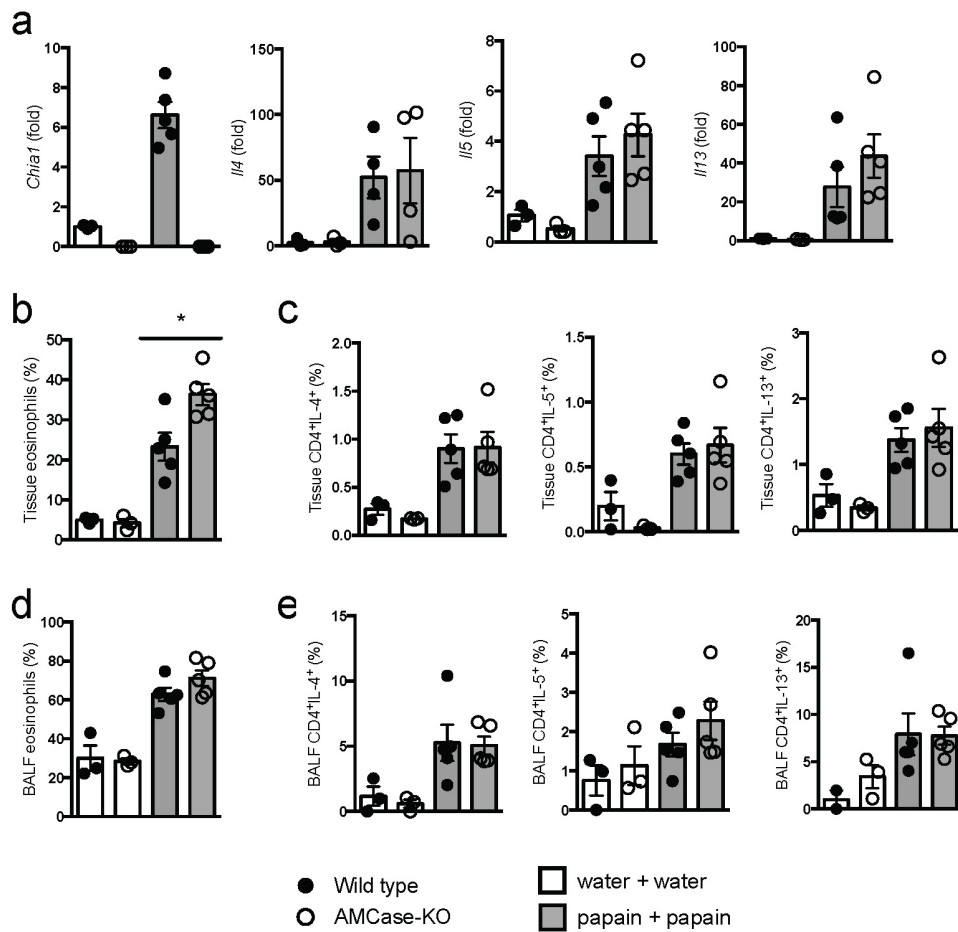 a
Chia1 (fold)
10
8
6
4
2
0
Il4 (fold)
150
100
50
0
Il5 (fold)
8
6
4
2
0
Il13 (fold)
100
80
60
40
20
0
b
*
Tissue eosinophils (%)
50
40
30
20
10
0
c
Tissue CD4⁺IL-4⁺ (%)
2.0
1.5
1.0
0.5
0.0
Tissue CD4⁺IL-5⁺ (%)
1.5
1.0
0.5
0.0
Tissue CD4⁺IL-13⁺ (%)
3
2
1
0
d
BALF eosinophils (%)
100
80
60
40
20
0
e
BALF CD4⁺IL-4⁺ (%)
15
10
5
0
BALF CD4⁺IL-5⁺ (%)
5
4
3
2
1
0
BALF CD4⁺IL-13⁺ (%)
20
15
10
5
0
Wild type
AMCase-KO
water + water
papain + papain